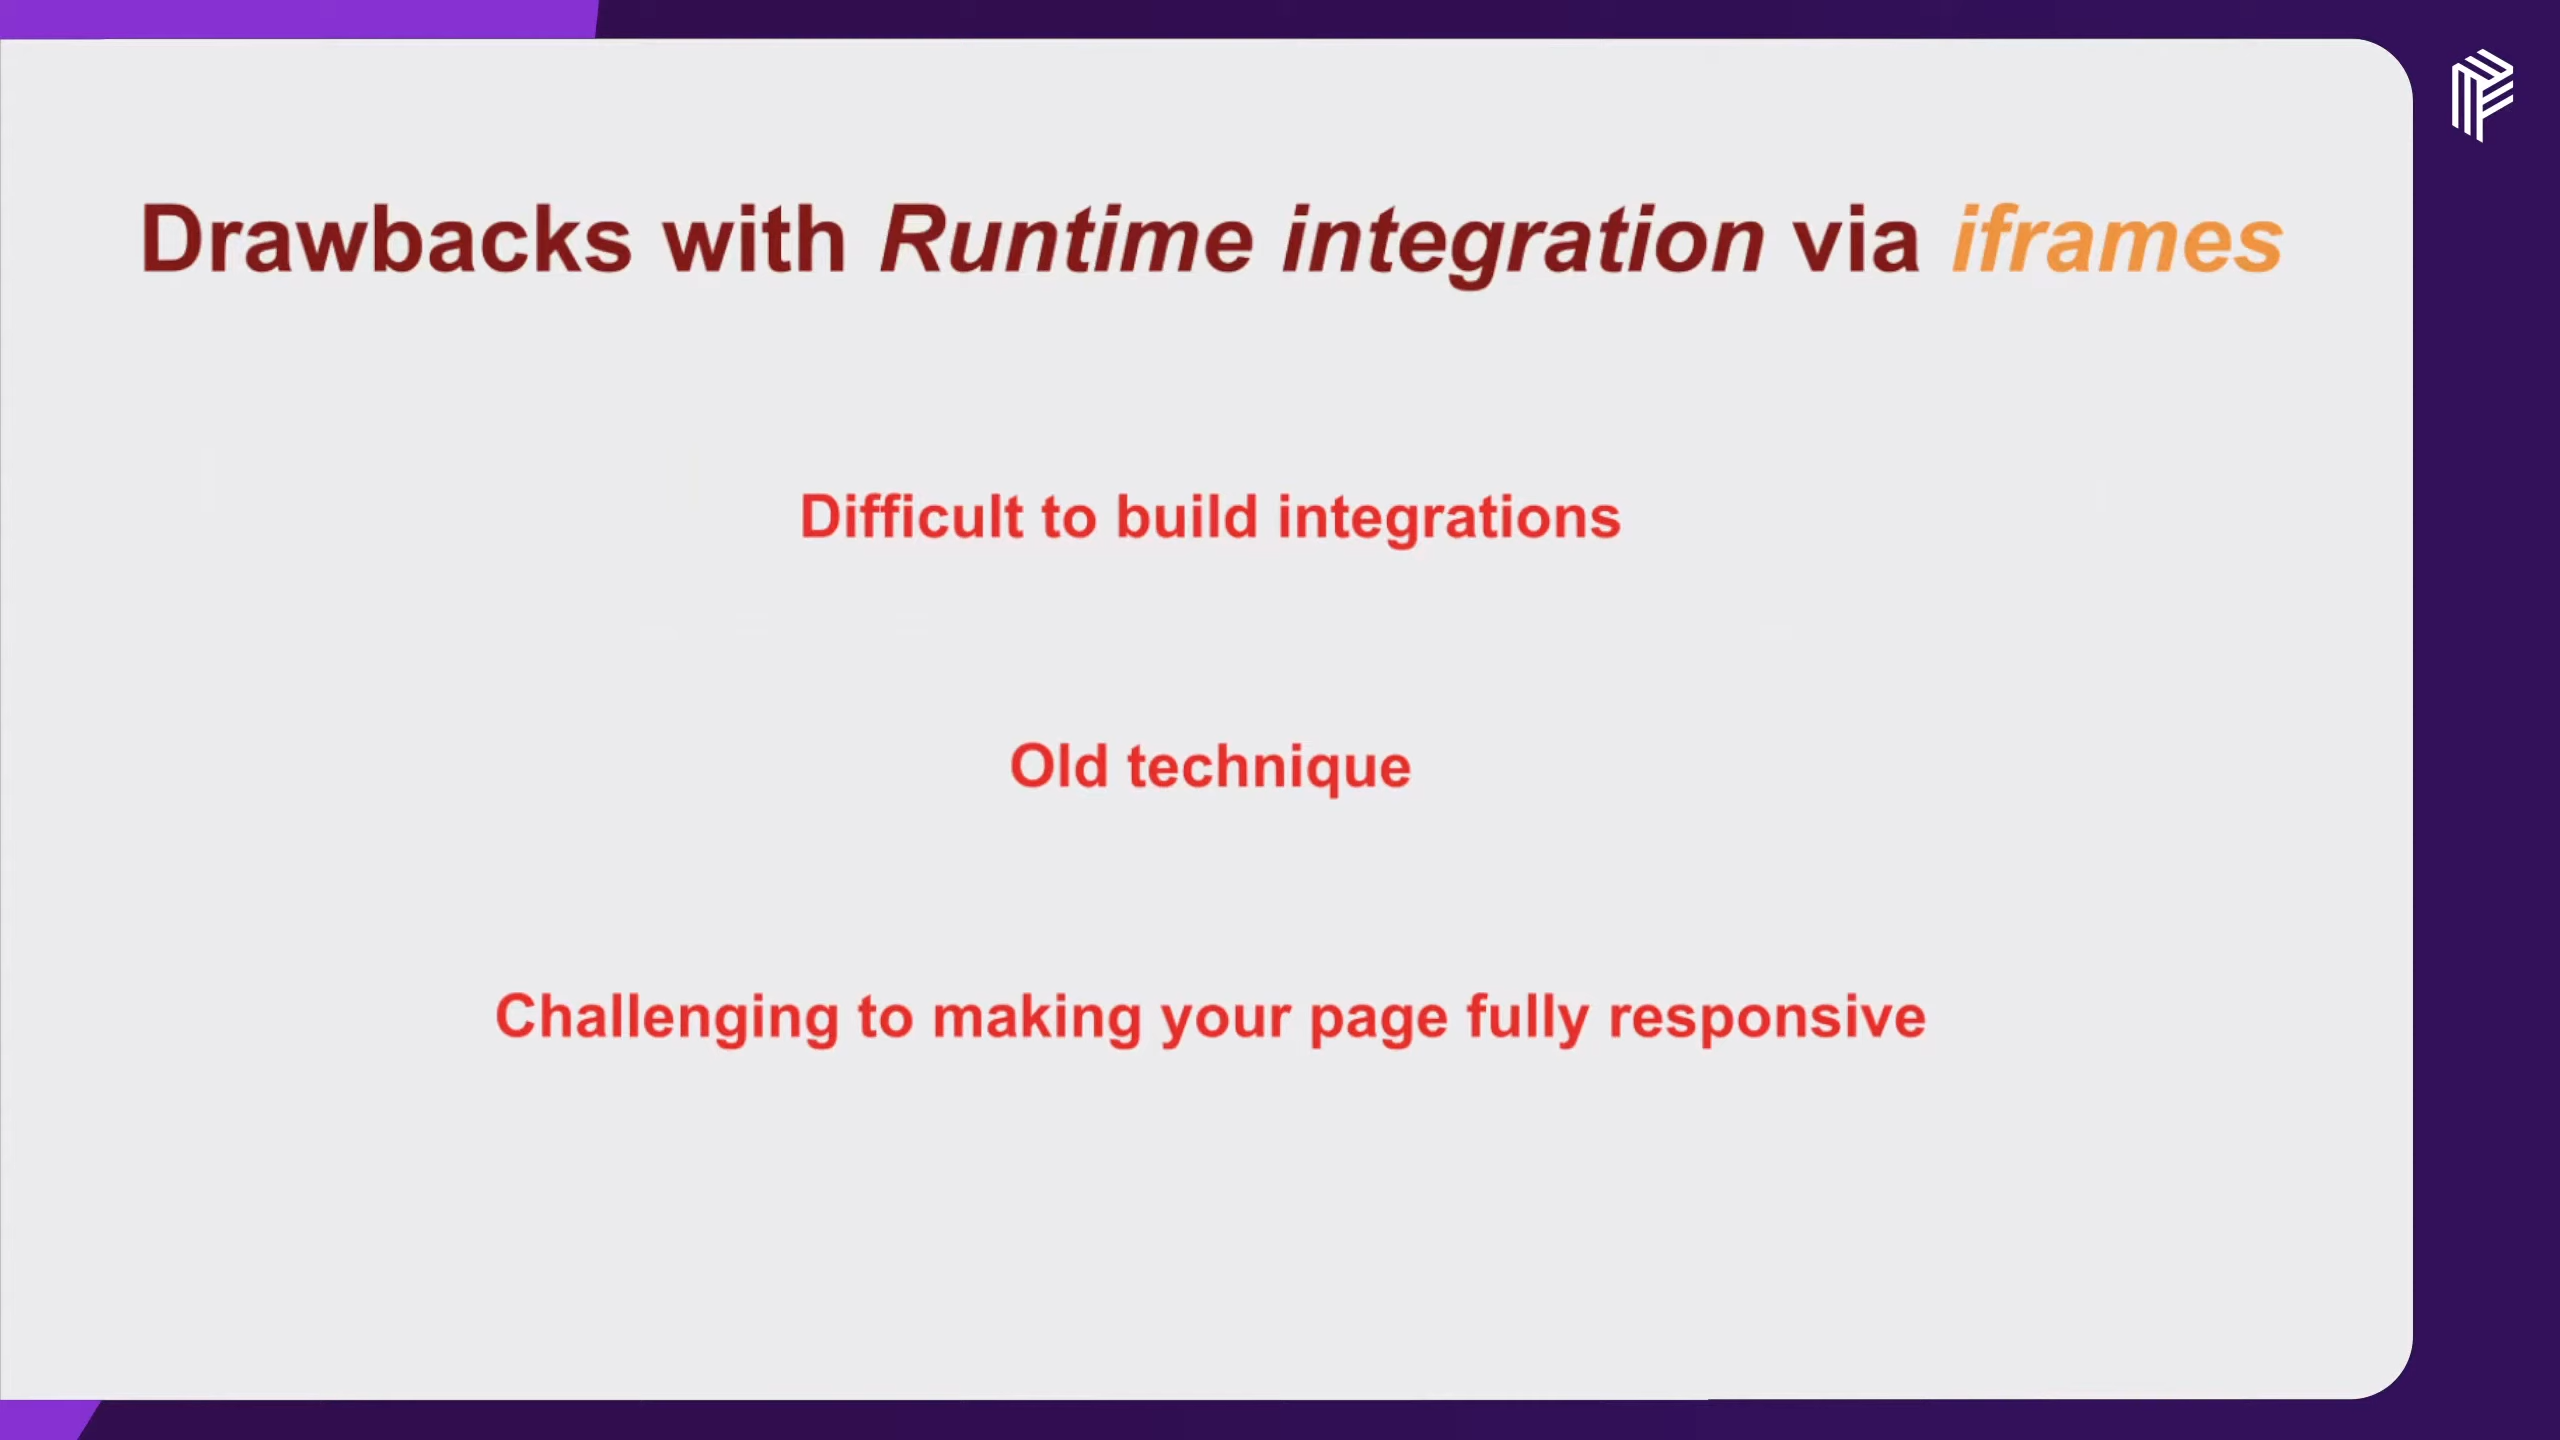 Drawbacks with Runtime integration via iframes
Difficult to build integrations
Old technique
Challenging to making your page fully responsive